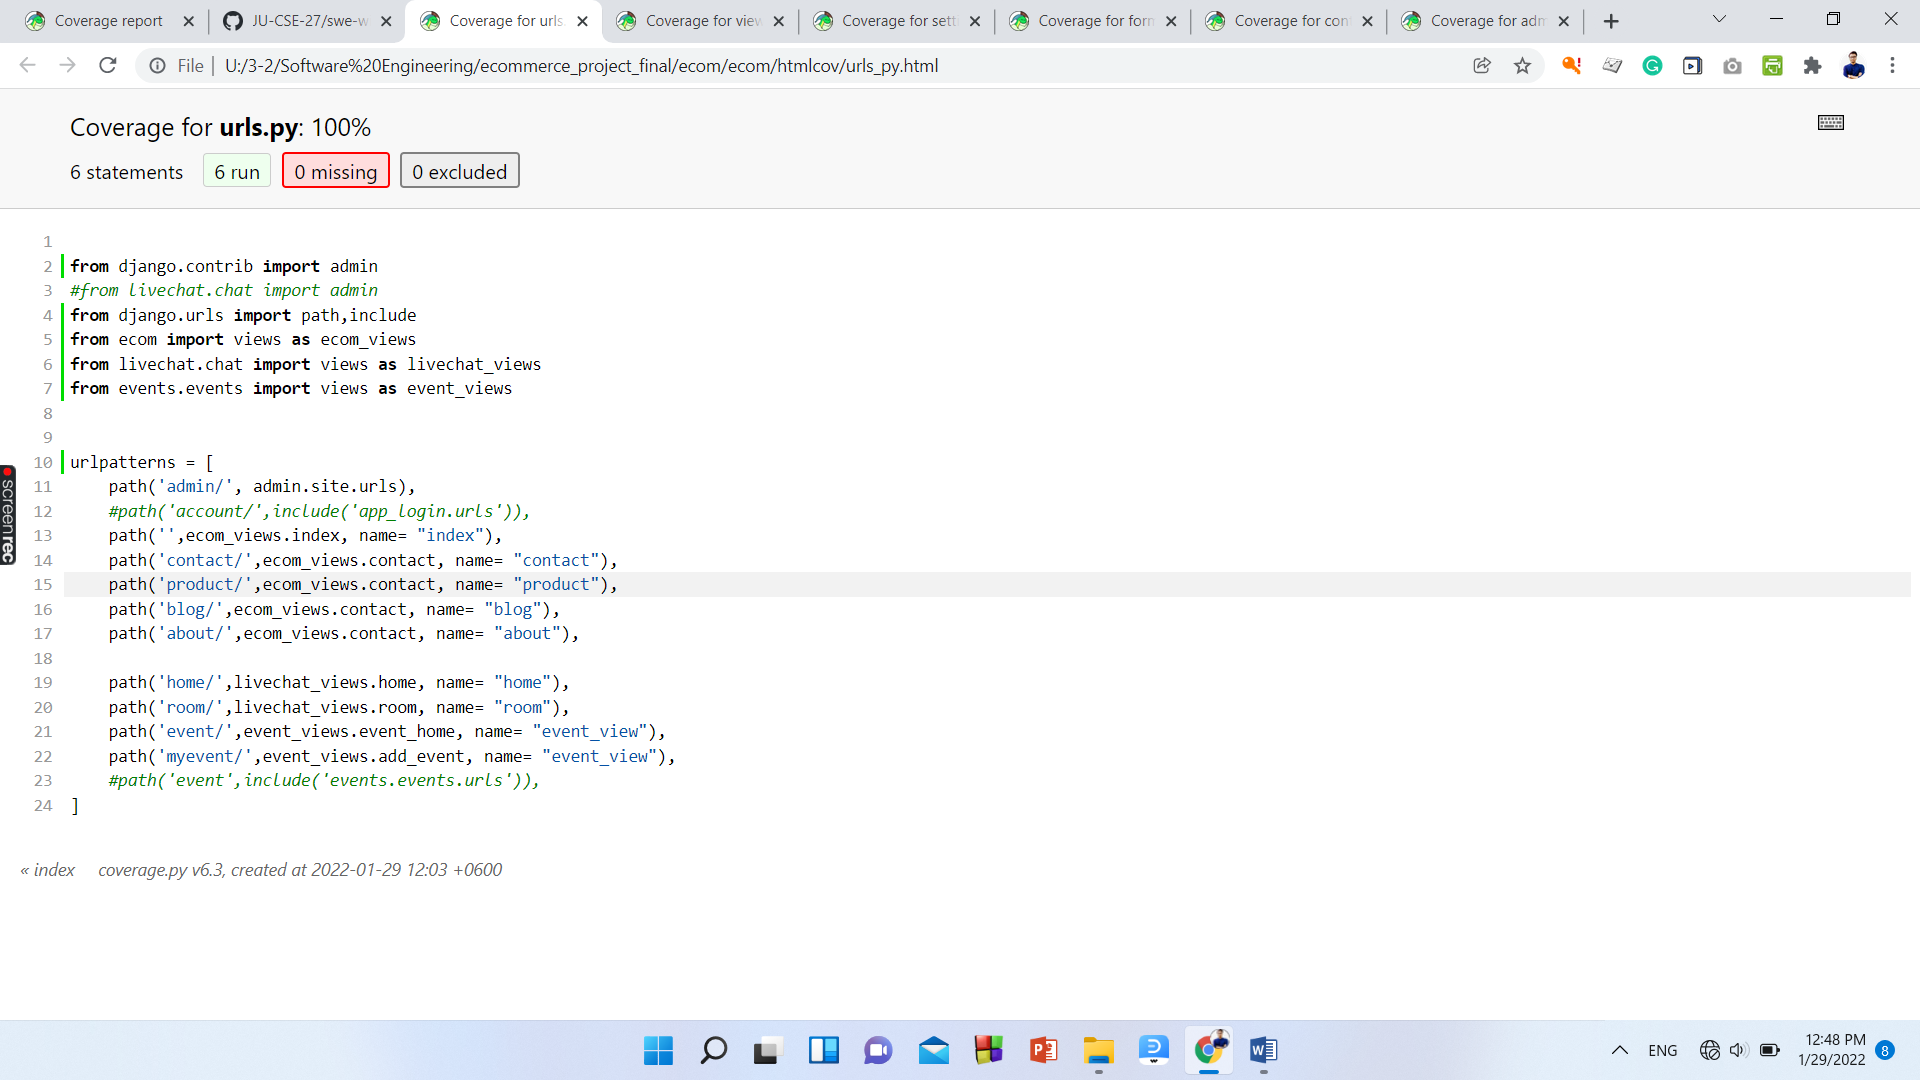 Coverage report
JU-CSE-27/swe-w
Coverage for urls.
Coverage for view
Coverage for sett
Coverage for form
Coverage for con
Coverage for adm
File | U:/3-2/Software%20Engineering/ecommerce_project_final/ecom/ecom/htmlcov/urls_py.html
Coverage for urls.py: 100%
6 statements 6 run 0 missing 0 excluded
1
2 from django.contrib import admin
3 #from livechat.chat import admin
4 from django.urls import path,include
5 from ecom import views as ecom_views
6 from livechat.chat import views as livechat_views
7 from events.events import views as event_views
8
9
10 urlpatterns = [
11 path('admin/', admin.site.urls),
12 #path('account/',include('app_login.urls')),
13 path('',ecom_views.index, name= "index"),
14 path('contact/',ecom_views.contact, name= "contact"),
15 path('product/',ecom_views.contact, name= "product"),
16 path('blog/',ecom_views.contact, name= "blog"),
17 path('about/',ecom_views.contact, name= "about"),
18
19 path('home/',livechat_views.home, name= "home"),
20 path('room/',livechat_views.room, name= "room"),
21 path('event/',event_views.event_home, name= "event_view"),
22 path('myevent/',event_views.add_event, name= "event_view"),
23 #path('event',include('events.events.urls')),
24 ]
« index coverage.py v6.3, created at 2022-01-29 12:03 +0600
screenrec
ENG
12:48 PM
1/29/2022
8